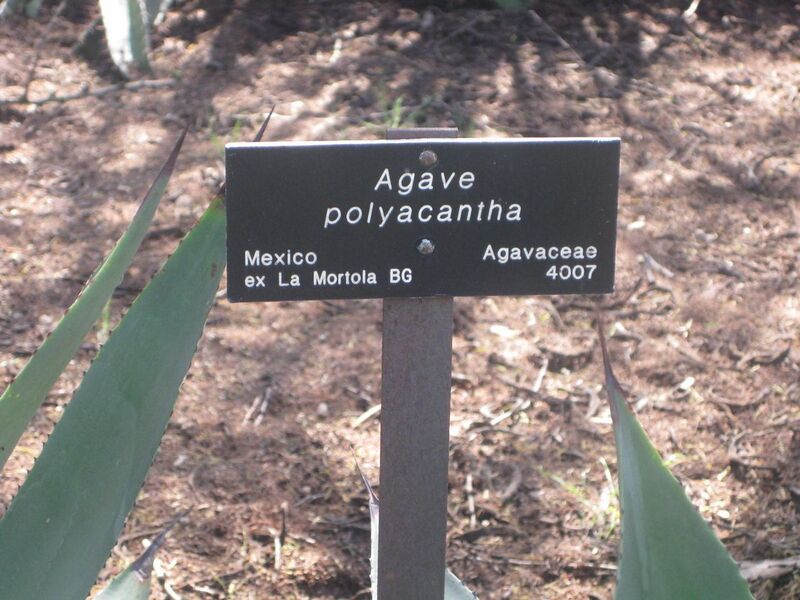 Agave
polyacantha
Mexico Agavaceae
ex La Mortola BG 4007